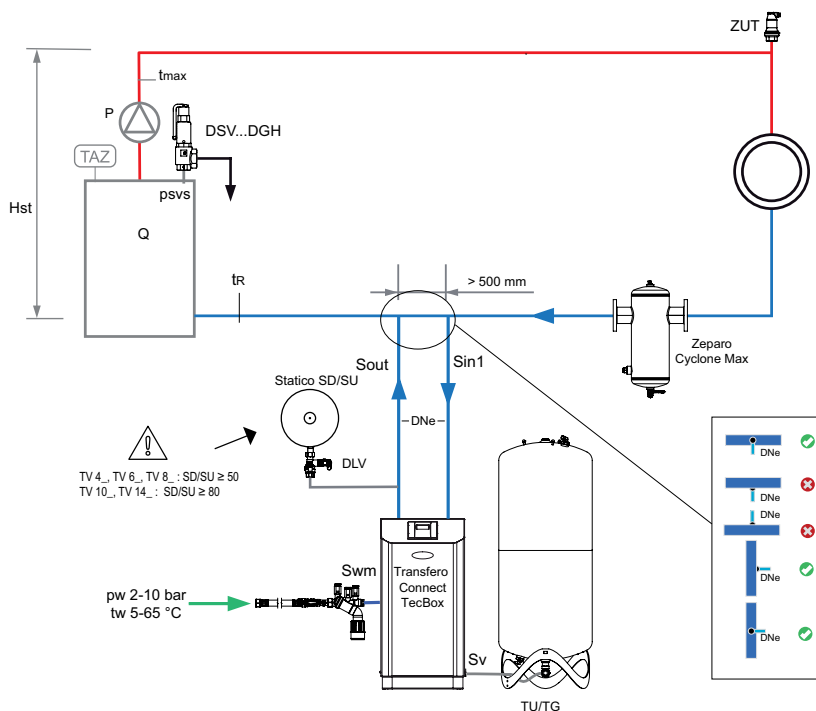 ZUT
tmax
P
DSV...DGH
TAZ
psvs
Hst
Q
tR
> 500 mm
Zeparo
Cyclone Max
Sout
Sin1
Statico SD/SU
DNe
DLV
TV 4_, TV 6_, TV 8_ : SD/SU ≥ 50
TV 10_, TV 14_ : SD/SU ≥ 80
DNe
DNe
DNe
DNe
DNe
Transfero
Connect
TecBox
Swm
pw 2-10 bar
tw 5-65 °C
Sv
TU/TG